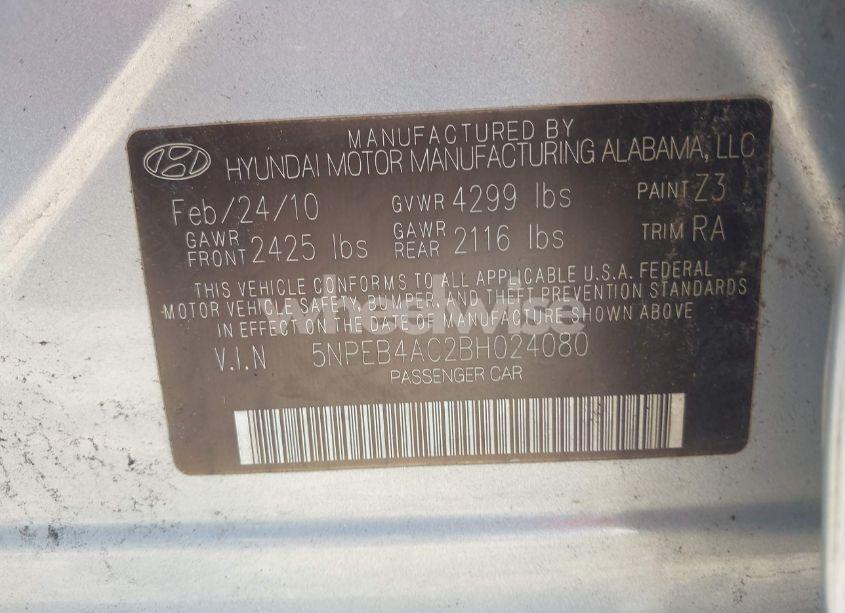 MANUFACTURED BY
HYUNDAI MOTOR MANUFACTURING ALABAMA, LLC
Feb/24/10 GVWR 4299 lbs PAINT Z3
GAWR FRONT 2425 lbs GAWR REAR 2116 lbs TRIM RA
THIS VEHICLE CONFORMS TO ALL APPLICABLE U.S.A. FEDERAL
MOTOR VEHICLE SAFETY, BUMPER, AND THEFT PREVENTION STANDARDS
IN EFFECT ON THE DATE OF MANUFACTURE SHOWN ABOVE
wheelwise
V.I.N 5NPEB4AC2BH024080
PASSENGER CAR